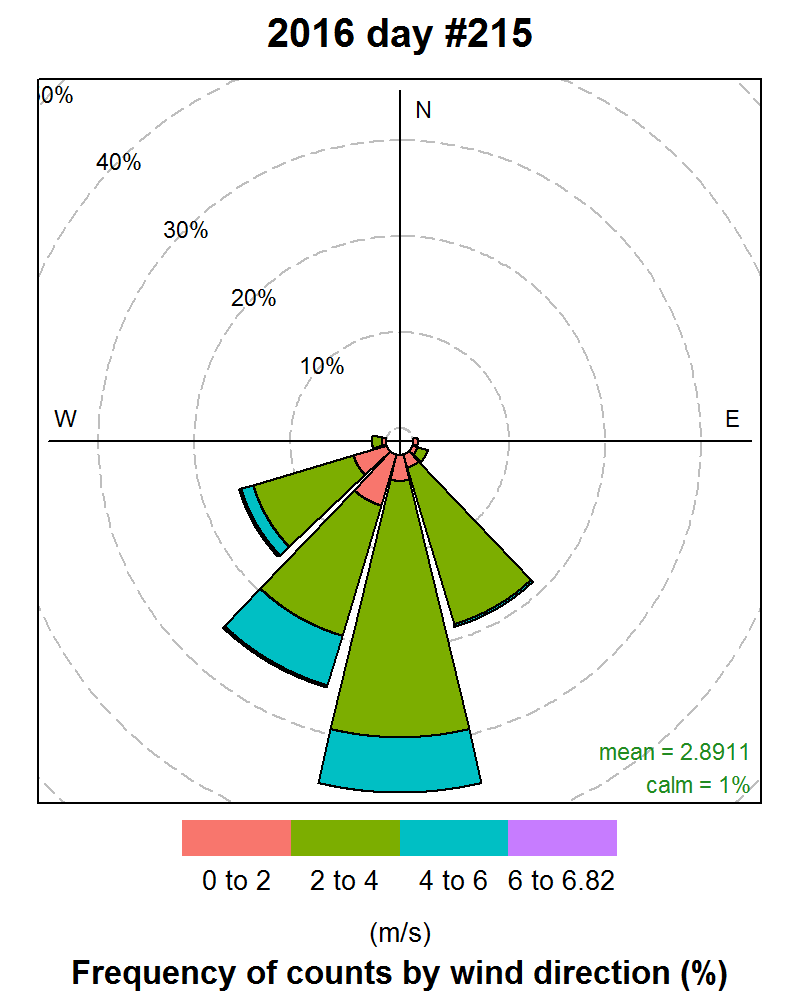 2016 day #215
0%
N
40%
30%
20%
10%
W
E
mean = 2.8911
calm = 1%
0 to 2 2 to 4 4 to 6 6 to 6.82
(m/s)
Frequency of counts by wind direction (%)